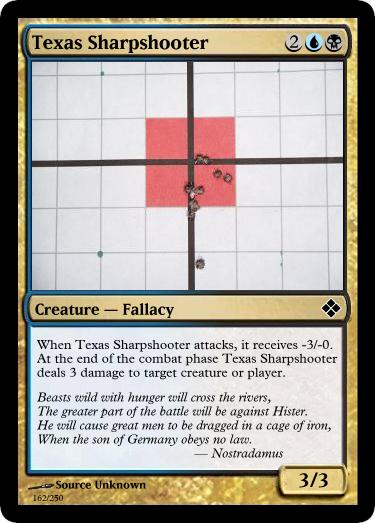 Texas Sharpshooter 2
Creature — Fallacy
When Texas Sharpshooter attacks, it receives -3/-0.
At the end of the combat phase Texas Sharpshooter
deals 3 damage to target creature or player.
Beasts wild with hunger will cross the rivers,
The greater part of the battle will be against Hister.
He will cause great men to be dragged in a cage of iron,
When the son of Germany obeys no law.
— Nostradamus
3/3
Source Unknown
162/250